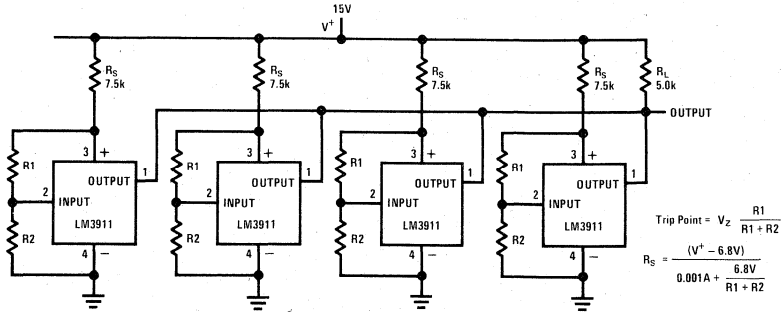 15V
V+
RS
7.5k
RS
7.5k
RS
7.5k
RS
7.5k
RL
5.0k
OUTPUT
R1
3 +
1
OUTPUT
2
INPUT
LM3911
R2
4 −
R1
3 +
1
OUTPUT
2
INPUT
LM3911
R2
4 −
R1
3 +
1
OUTPUT
2
INPUT
LM3911
R2
4 −
R1
3 +
1
OUTPUT
2
INPUT
LM3911
R2
4 −
Trip Point = VZ R1
R1 + R2
RS = (V+ − 6.8V)
0.001A + 6.8V
R1 + R2